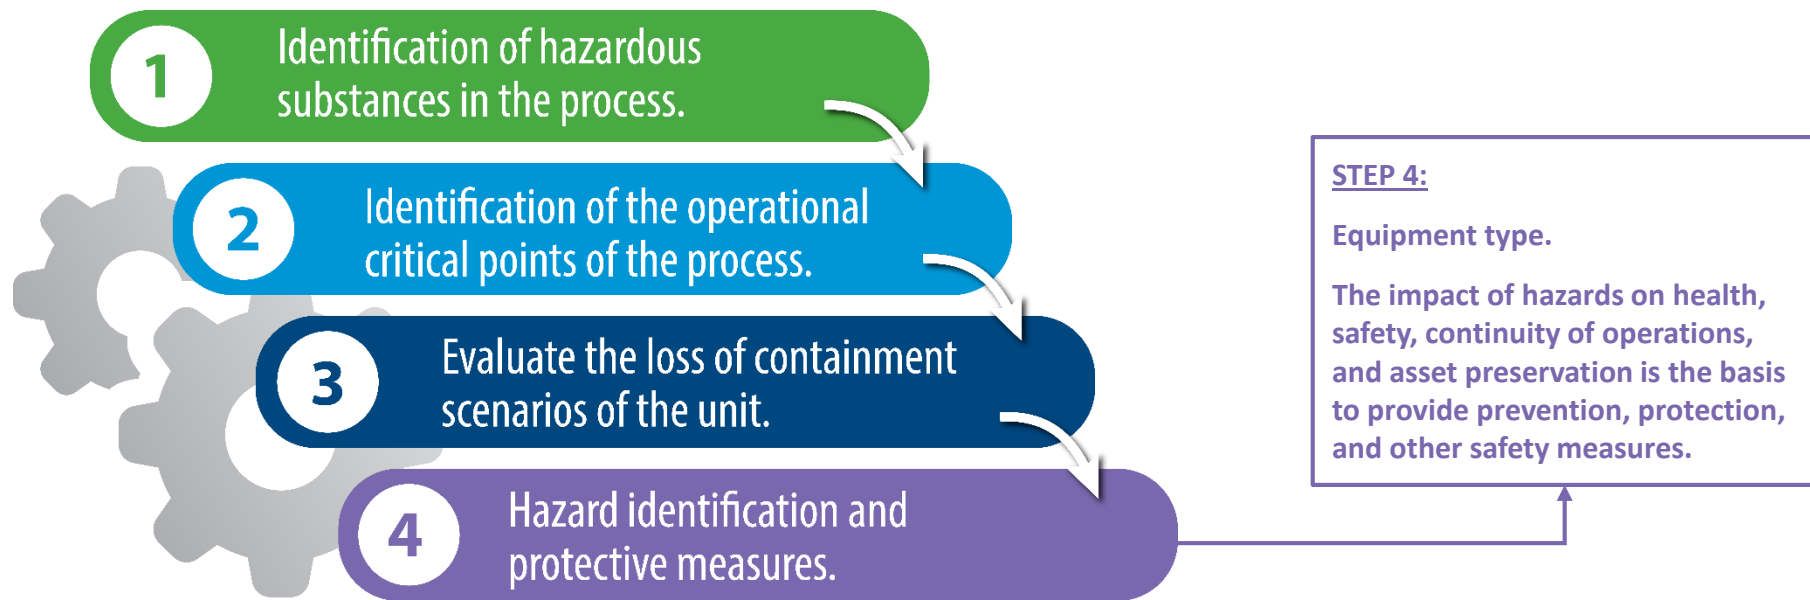 1
Identification of hazardous
substances in the process.
2
Identification of the operational
critical points of the process.
3
Evaluate the loss of containment
scenarios of the unit.
4
Hazard identification and
protective measures.
STEP 4:
Equipment type.
The impact of hazards on health,
safety, continuity of operations,
and asset preservation is the basis
to provide prevention, protection,
and other safety measures.